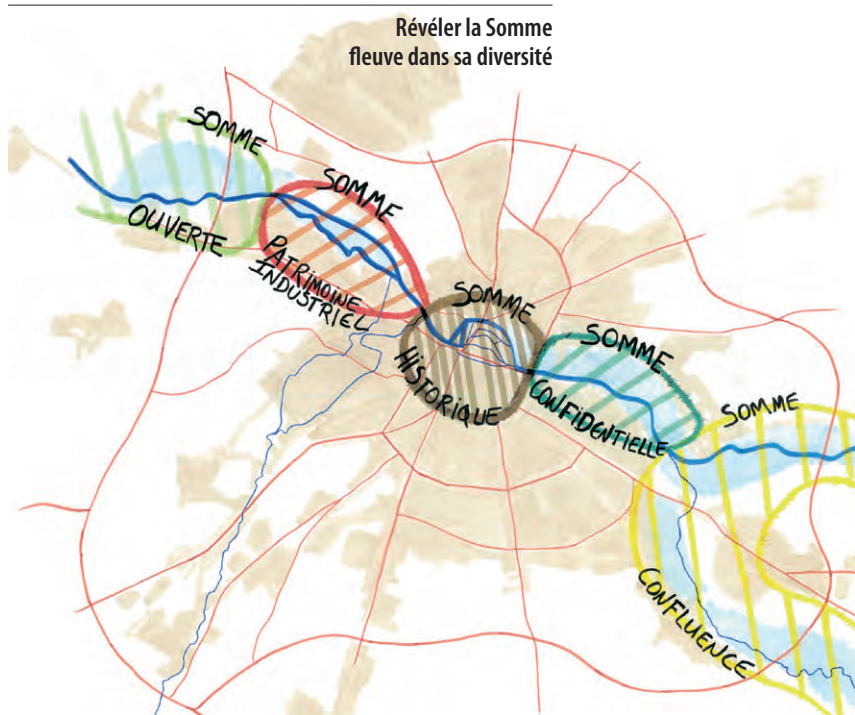 Révéler la Somme
fleuve dans sa diversité
SOMME
OUVERTE
SOMME
PATRIMOINE
INDUSTRIEL
SOMME
HISTORIQUE
SOMME
CONFIDENTIELLE
SOMME
CONFLUENCE